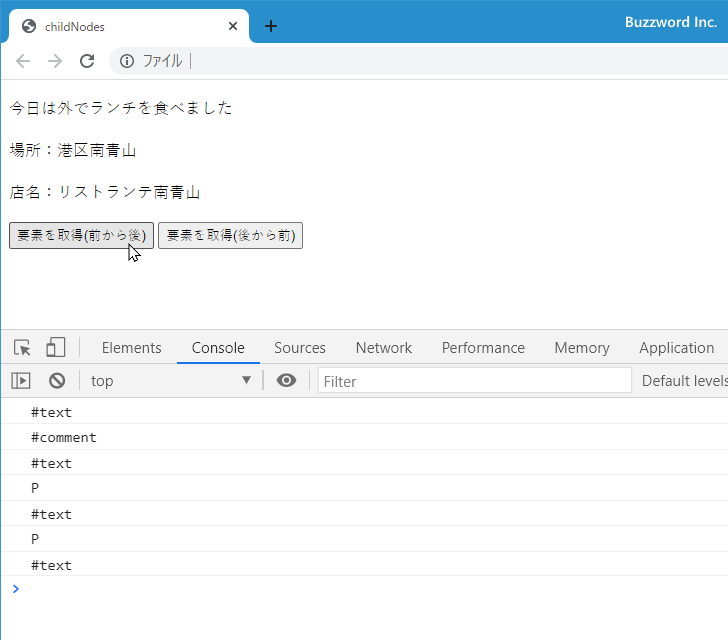 childNodes
Buzzword Inc.
ファイル
今日は外でランチを食べました
場所：港区南青山
店名：リストランテ南青山
要素を取得(前から後) 要素を取得(後から前)
Elements Console Sources Network Performance Memory Application
top Filter Default levels
#text
#comment
#text
P
#text
P
#text